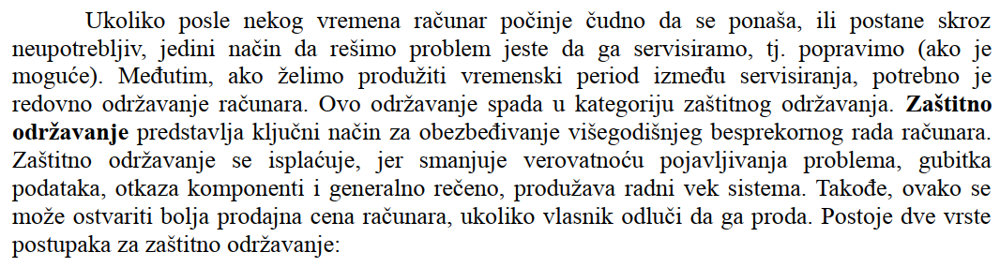 Ukoliko posle nekog vremena računar počinje čudno da se ponaša, ili postane skroz
neupotrebljiv, jedini način da rešimo problem jeste da ga servisiramo, tj. popravimo (ako je
moguće). Međutim, ako želimo produžiti vremenski period između servisiranja, potrebno je
redovno održavanje računara. Ovo održavanje spada u kategoriju zaštitnog održavanja. Zaštitno
održavanje predstavlja ključni način za obezbeđivanje višegodišnjeg besprekornog rada računara.
Zaštitno održavanje se isplaćuje, jer smanjuje verovatnoću pojavljivanja problema, gubitka
podataka, otkaza komponenti i generalno rečeno, produžava radni vek sistema. Takođe, ovako se
može ostvariti bolja prodajna cena računara, ukoliko vlasnik odluči da ga proda. Postoje dve vrste
postupaka za zaštitno održavanje: